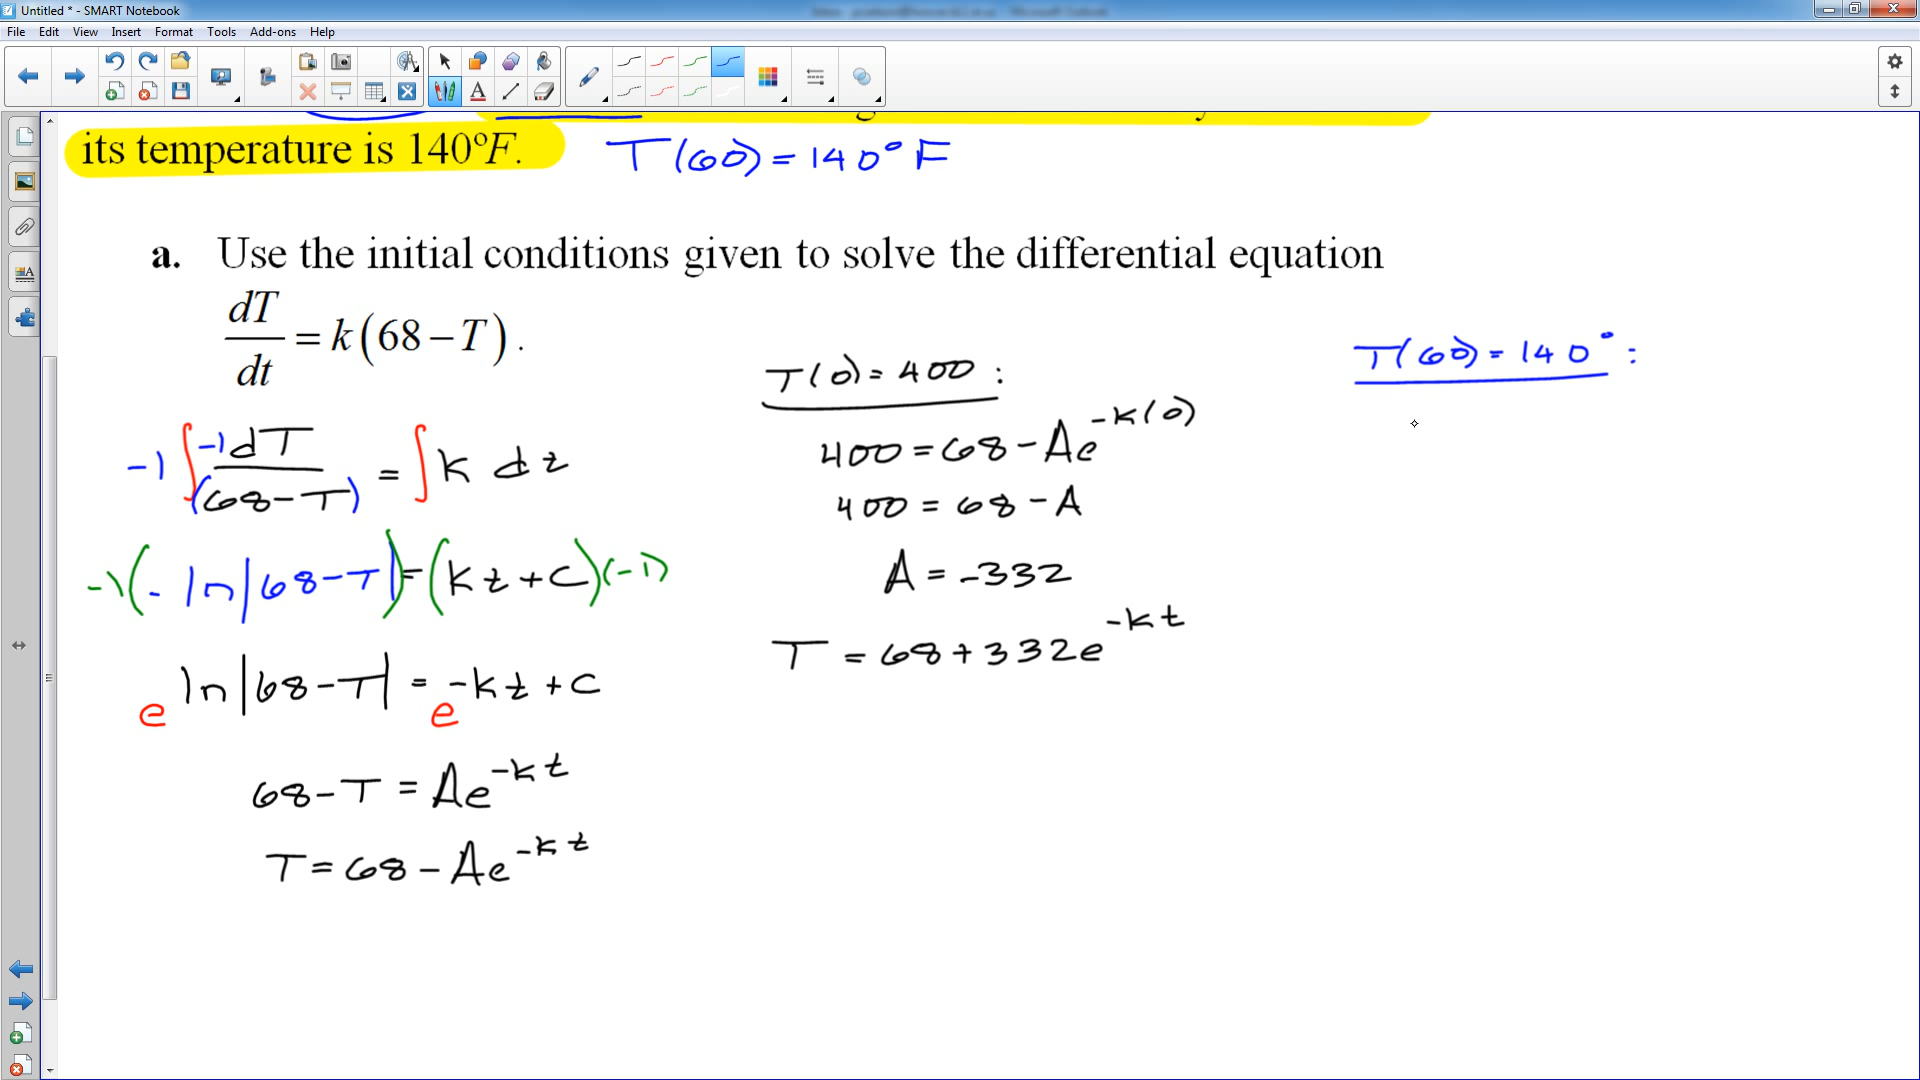 Untitled * - SMART Notebook
File Edit View Insert Format Tools Add-ons Help
its temperature is 140°F. T(60) = 140° F
a. Use the initial conditions given to solve the differential equation
dT/dt = k(68 – T).
-1 ∫ -1 dT/(68-T) = ∫ k dt
-1(- ln|68-T|) = (kt + C)(-1)
e ln|68-T| = e -kt + C
68-T = Ae^-kt
T = 68 - Ae^-kt
T(0) = 400 :
400 = 68 - Ae^-k(0)
400 = 68 - A
A = -332
T = 68 + 332e^-kt
T(60) = 140° :